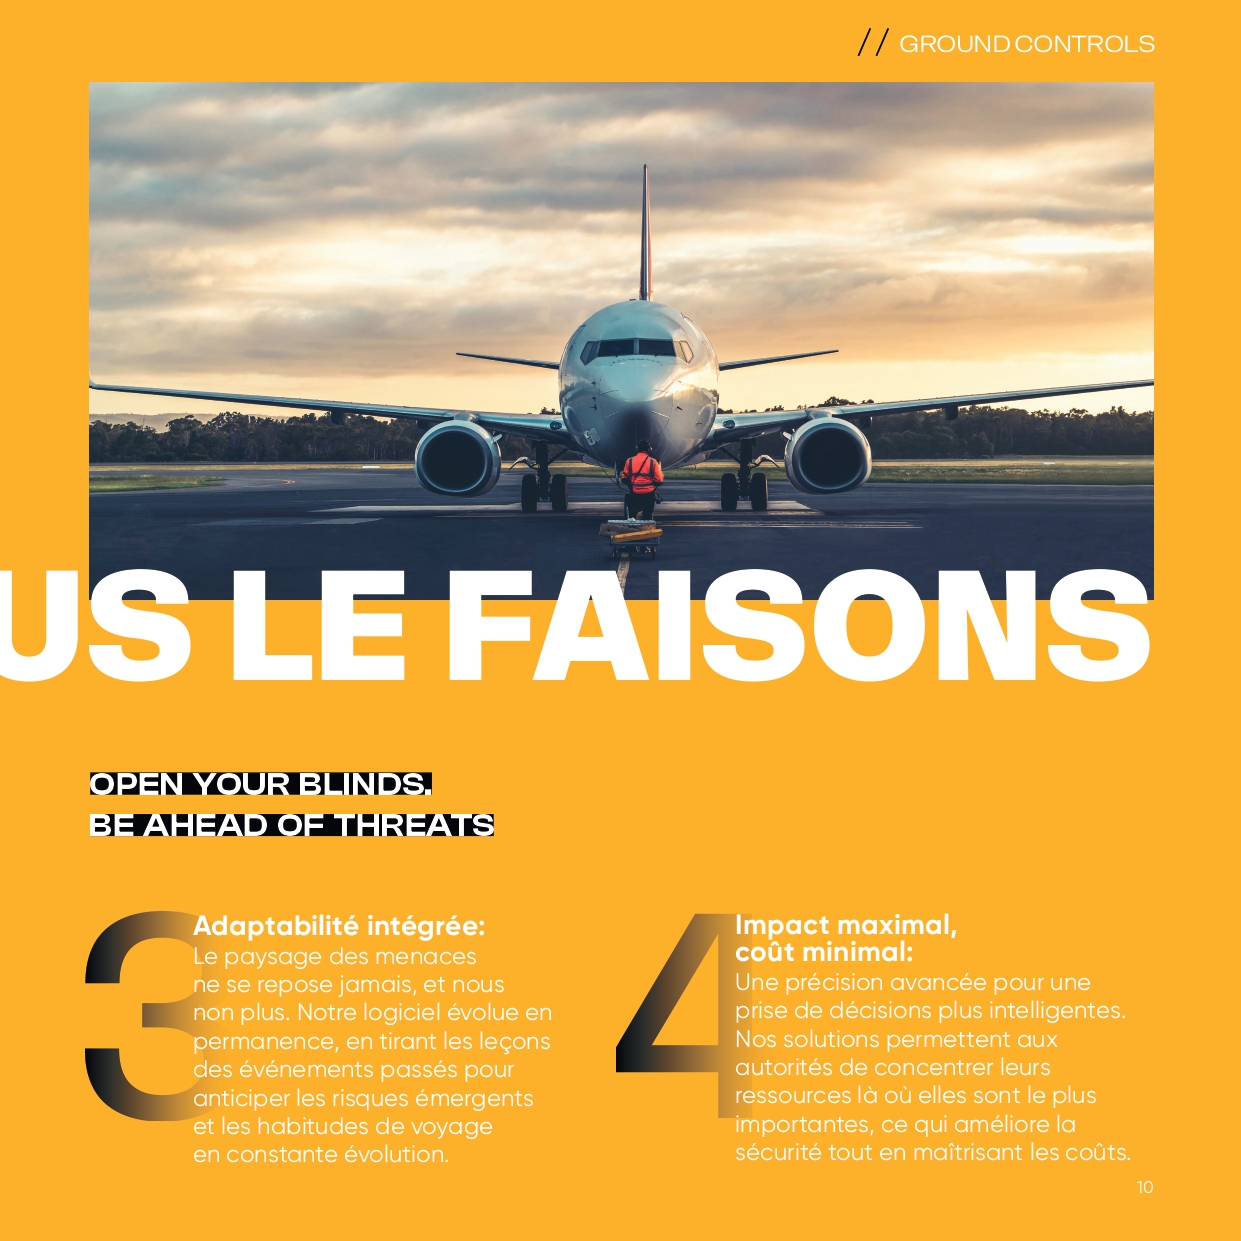 // GROUND CONTROLS
US LE FAISONS
OPEN YOUR BLINDS.
BE AHEAD OF THREATS
3
Adaptabilité intégrée:
Le paysage des menaces
ne se repose jamais, et nous
non plus. Notre logiciel évolue en
permanence, en tirant les leçons
des événements passés pour
anticiper les risques émergents
et les habitudes de voyage
en constante évolution.
4
Impact maximal,
coût minimal:
Une précision avancée pour une
prise de décisions plus intelligentes.
Nos solutions permettent aux
autorités de concentrer leurs
ressources là où elles sont le plus
importantes, ce qui améliore la
sécurité tout en maîtrisant les coûts.
10